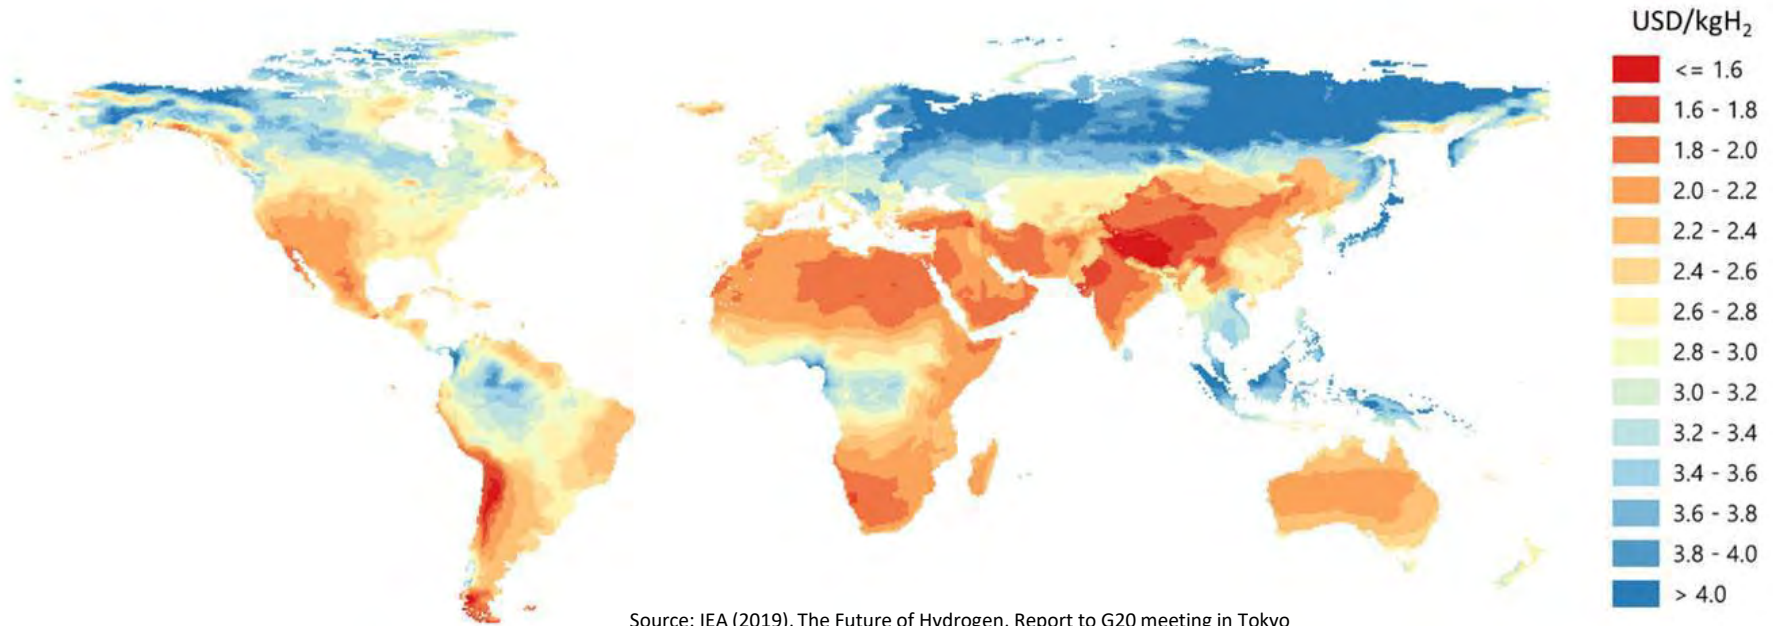 USD/kgH₂
<= 1.6
1.6 - 1.8
1.8 - 2.0
2.0 - 2.2
2.2 - 2.4
2.4 - 2.6
2.6 - 2.8
2.8 - 3.0
3.0 - 3.2
3.2 - 3.4
3.4 - 3.6
3.6 - 3.8
3.8 - 4.0
> 4.0
Source: IEA (2019), The Future of Hydrogen, Report to G20 meeting in Tokyo